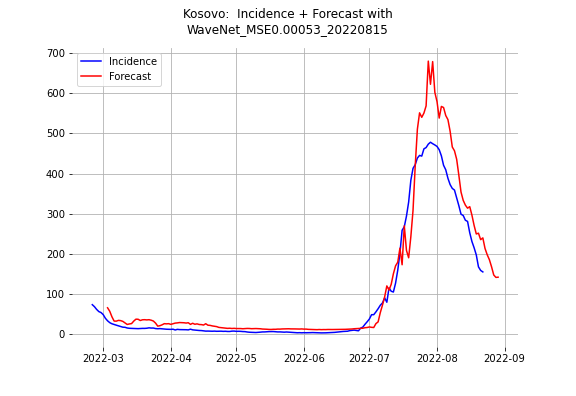 Kosovo:  Incidence + Forecast with
WaveNet_MSE0.00053_20220815
Incidence
Forecast
700
600
500
400
300
200
100
0
2022-03 2022-04 2022-05 2022-06 2022-07 2022-08 2022-09